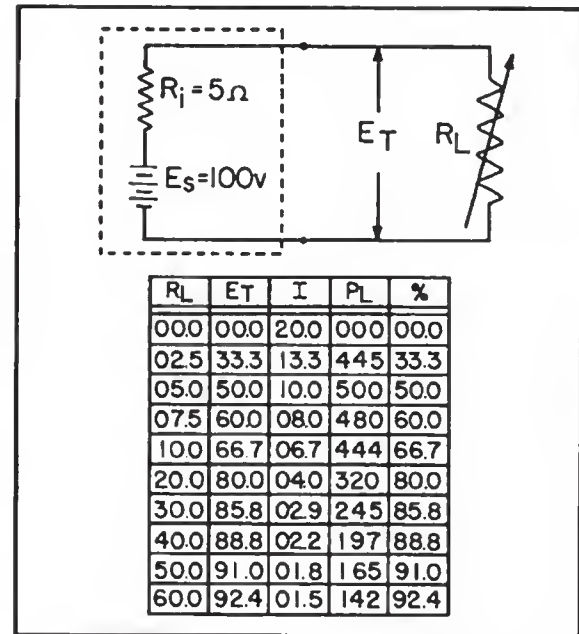 Ri = 5Ω
Es = 100v
ET
RL
RL ET I PL %
00.0 00.0 20.0 000 00.0
02.5 33.3 13.3 445 33.3
05.0 50.0 10.0 500 50.0
07.5 60.0 08.0 480 60.0
10.0 66.7 06.7 444 66.7
20.0 80.0 04.0 320 80.0
30.0 85.8 02.9 245 85.8
40.0 88.8 02.2 197 88.8
50.0 91.0 01.8 165 91.0
60.0 92.4 01.5 142 92.4